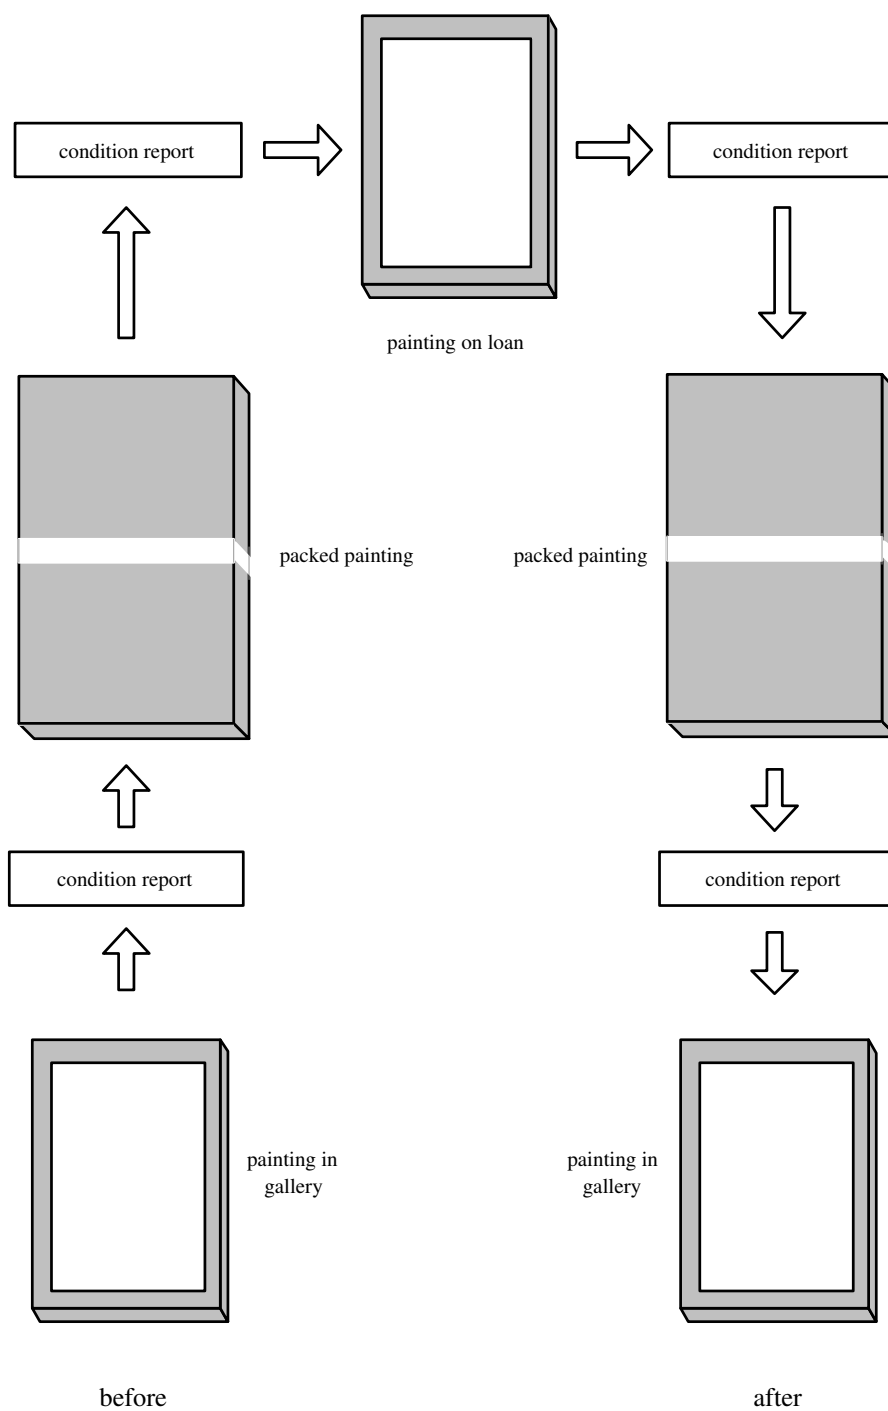 condition report
condition report
painting on loan
packed painting
packed painting
condition report
condition report
painting in
gallery
painting in
gallery
before
after